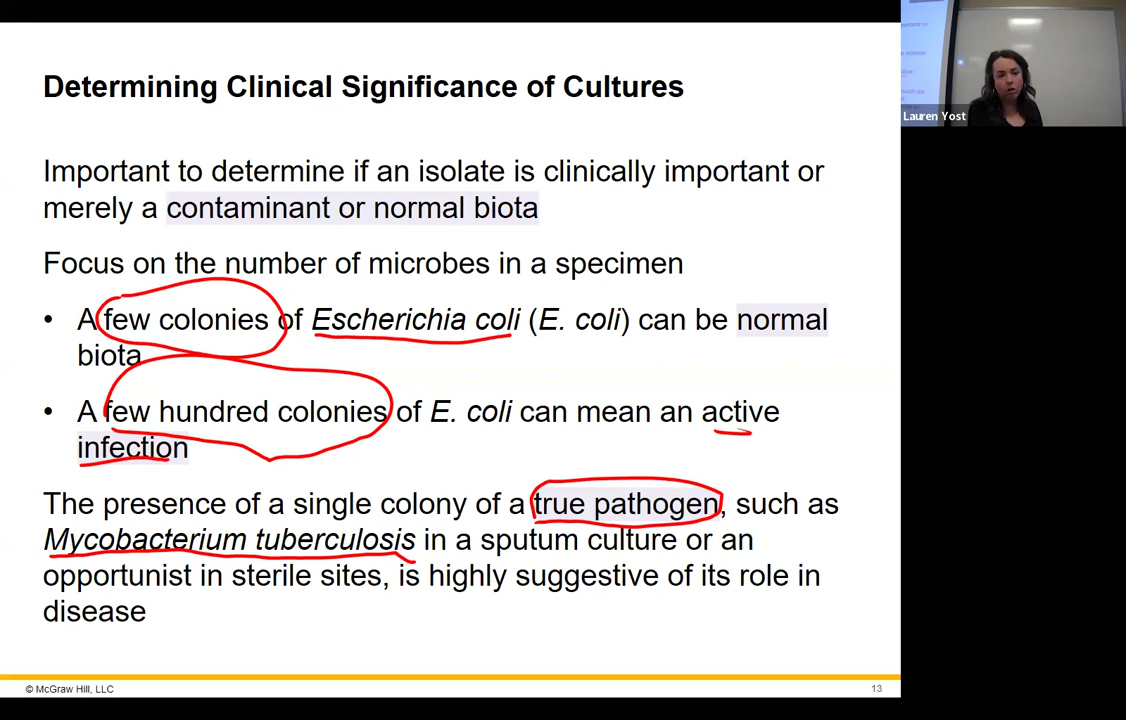 Determining Clinical Significance of Cultures
Important to determine if an isolate is clinically important or
merely a contaminant or normal biota
Focus on the number of microbes in a specimen
• A few colonies of Escherichia coli (E. coli) can be normal
biota
• A few hundred colonies of E. coli can mean an active
infection
The presence of a single colony of a true pathogen, such as
Mycobacterium tuberculosis in a sputum culture or an
opportunist in sterile sites, is highly suggestive of its role in
disease
© McGraw Hill, LLC
13
Lauren Yost